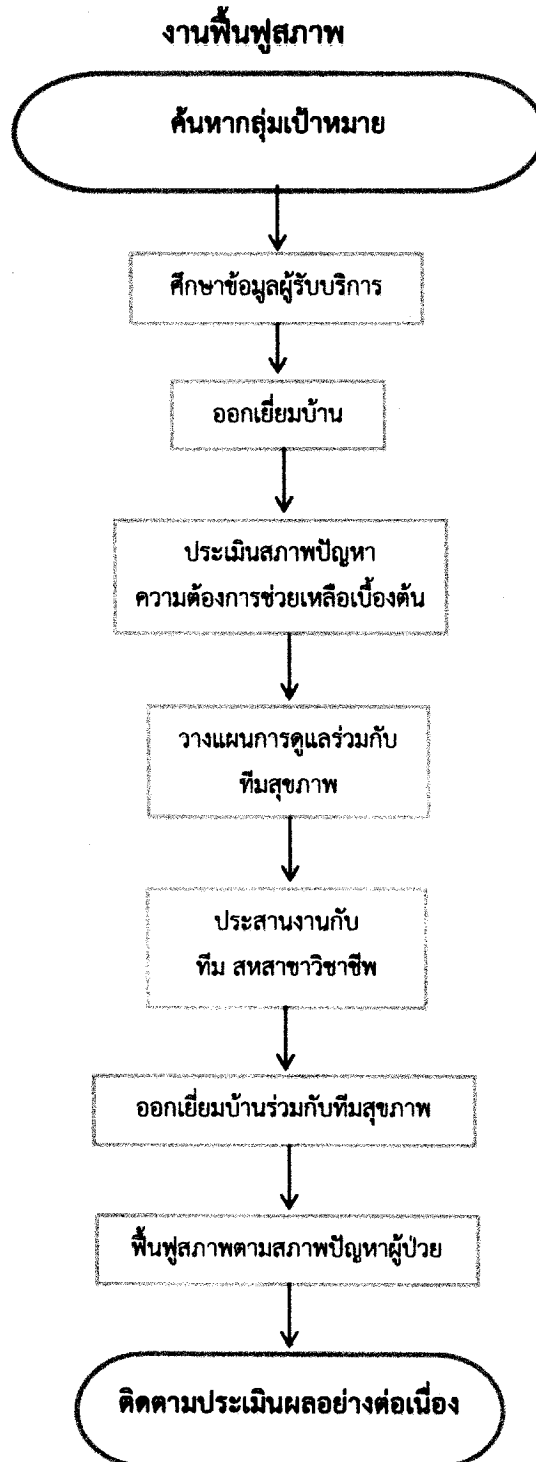 งานฟื้นฟูสภาพ
ค้นหากลุ่มเป้าหมาย
ศึกษาข้อมูลผู้รับบริการ
ออกเยี่ยมบ้าน
ประเมินสภาพปัญหา
ความต้องการช่วยเหลือเบื้องต้น
วางแผนการดูแลร่วมกับ
ทีมสุขภาพ
ประสานงานกับ
ทีม สหสาขาวิชาชีพ
ออกเยี่ยมบ้านร่วมกับทีมสุขภาพ
ฟื้นฟูสภาพตามสภาพปัญหาผู้ป่วย
ติดตามประเมินผลอย่างต่อเนื่อง